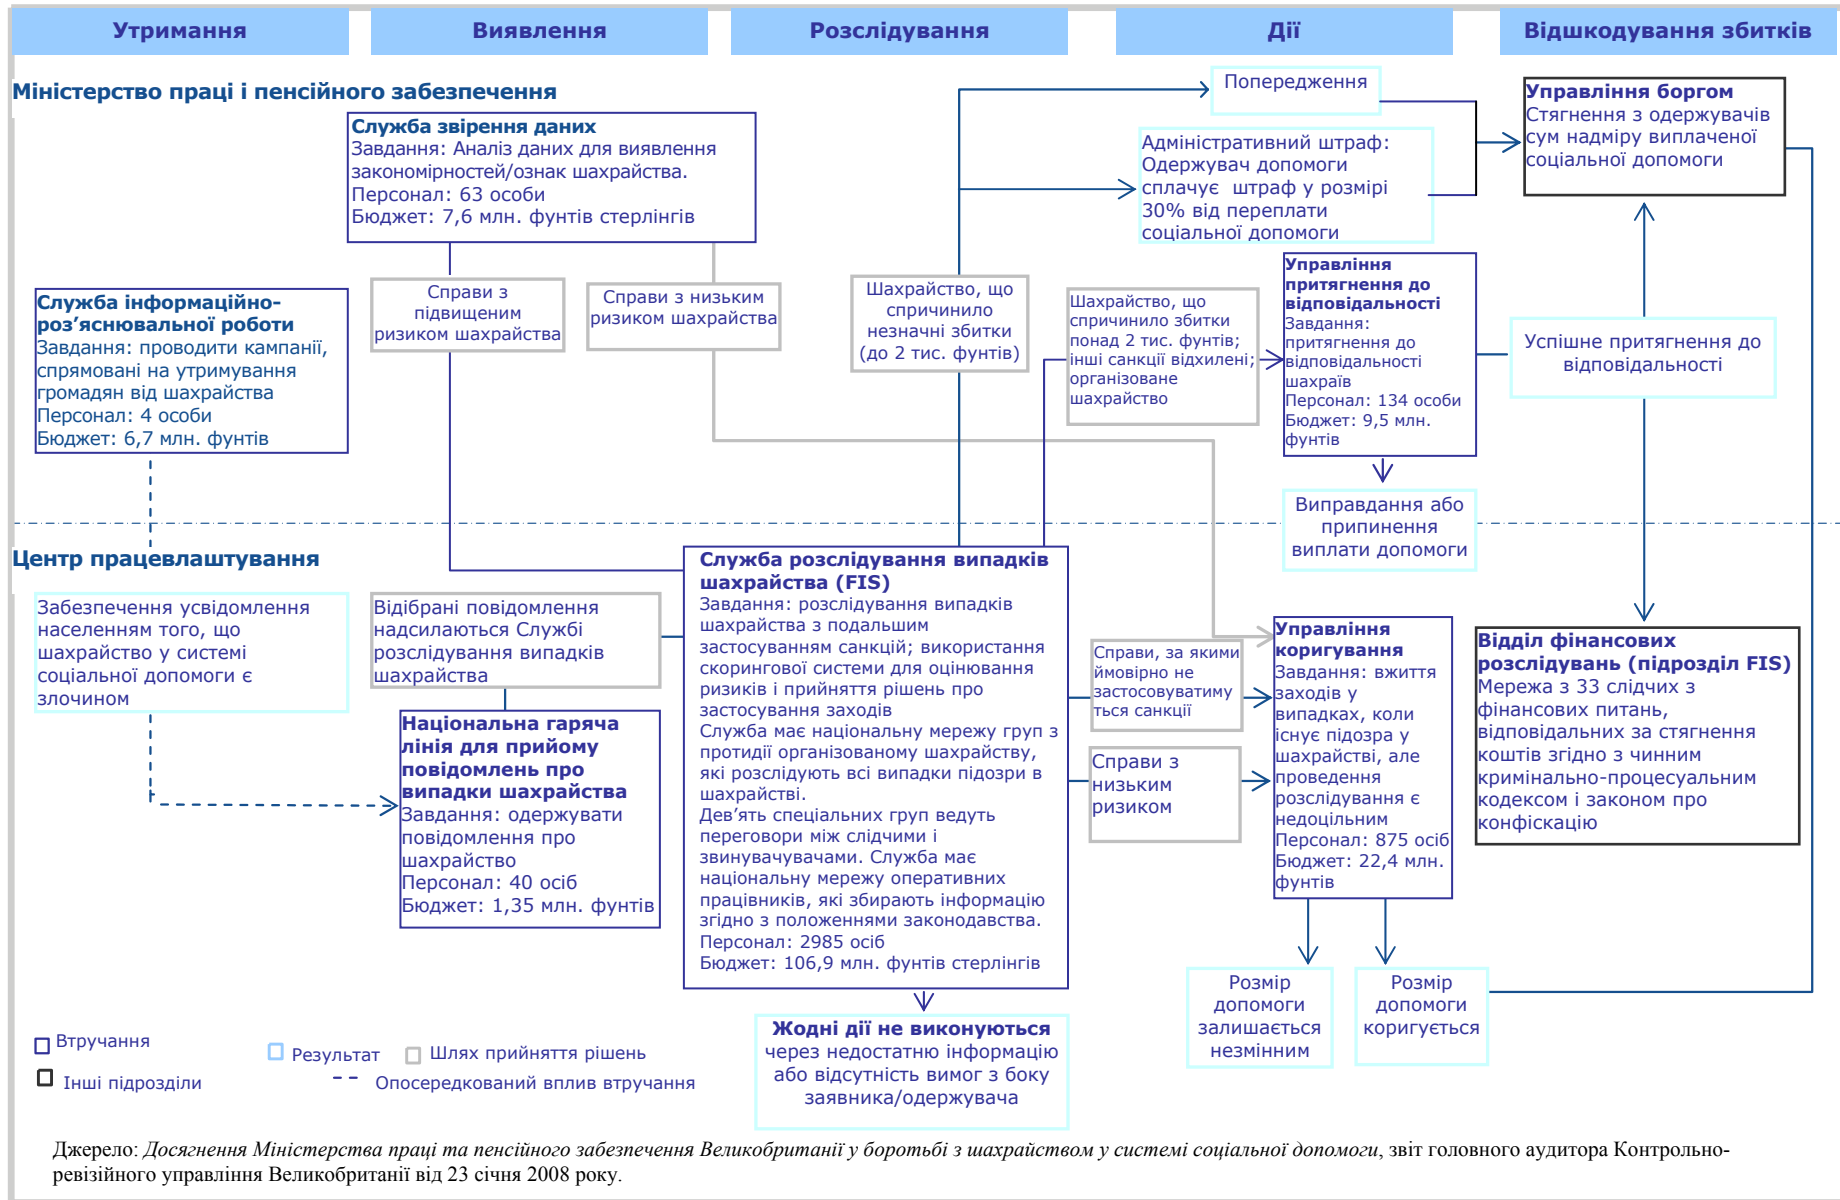 Утримання
Виявлення
Розслідування
Дії
Відшкодування збитків
Міністерство праці і пенсійного забезпечення
Служба звірення даних
Завдання: Аналіз даних для виявлення
закономірностей/ознак шахрайства.
Персонал: 63 особи
Бюджет: 7,6 млн. фунтів стерлінгів
Попередження
Адміністративний штраф:
Одержувач допомоги
сплачує штраф у розмірі
30% від переплати
соціальної допомоги
Управління боргом
Стягнення з одержувачів
сум надміру виплаченої
соціальної допомоги
Служба інформаційно-
роз’яснювальної роботи
Завдання: проводити кампанії,
спрямовані на утримування
громадян від шахрайства
Персонал: 4 особи
Бюджет: 6,7 млн. фунтів
Справи з
підвищеним
ризиком шахрайства
Справи з низьким
ризиком шахрайства
Шахрайство, що
спричинило
незначні збитки
(до 2 тис. фунтів)
Шахрайство, що
спричинило збитки
понад 2 тис. фунтів;
інші санкції відхилені;
організоване
шахрайство
Управління
притягнення до
відповідальності
Завдання:
притягнення до
відповідальності
шахраїв
Персонал: 134 особи
Бюджет: 9,5 млн.
фунтів
Успішне притягнення до
відповідальності
Виправдання або
припинення
виплати допомоги
Центр працевлаштування
Забезпечення усвідомлення
населенням того, що
шахрайство у системі
соціальної допомоги є
злочином
Відібрані повідомлення
надсилаються Службі
розслідування випадків
шахрайства
Національна гаряча
лінія для прийому
повідомлень про
випадки шахрайства
Завдання: одержувати
повідомлення про
шахрайство
Персонал: 40 осіб
Бюджет: 1,35 млн. фунтів
Служба розслідування випадків
шахрайства (FIS)
Завдання: розслідування випадків
шахрайства з подальшим
застосуванням санкцій; використання
скорингової системи для оцінювання
ризиків і прийняття рішень про
застосування заходів
Служба має національну мережу груп з
протидії організованому шахрайству,
які розслідують всі випадки підозри в
шахрайстві.
Дев’ять спеціальних груп ведуть
переговори між слідчими і
звинувачувачами. Служба має
національну мережу оперативних
працівників, які збирають інформацію
згідно з положеннями законодавства.
Персонал: 2985 осіб
Бюджет: 106,9 млн. фунтів стерлінгів
Справи, за якими
ймовірно не
застосовуватиму
ться санкції
Справи з
низьким
ризиком
Управління
коригування
Завдання: вжиття
заходів у
випадках, коли
існує підозра у
шахрайстві, але
проведення
розслідування є
недоцільним
Персонал: 875 осіб
Бюджет: 22,4 млн.
фунтів
Відділ фінансових
розслідувань (підрозділ FIS)
Мережа з 33 слідчих з
фінансових питань,
відповідальних за стягнення
коштів згідно з чинним
кримінально-процесуальним
кодексом і законом про
конфіскацію
Розмір
допомоги
залишається
незмінним
Розмір
допомоги
коригується
Жодні дії не виконуються
через недостатню інформацію
або відсутність вимог з боку
заявника/одержувача
Втручання
Результат
Шлях прийняття рішень
Інші підрозділи
Опосередкований вплив втручання
Джерело: Досягнення Міністерства праці та пенсійного забезпечення Великобританії у боротьбі з шахрайством у системі соціальної допомоги, звіт головного аудитора Контрольно-
ревізійного управління Великобританії від 23 січня 2008 року.